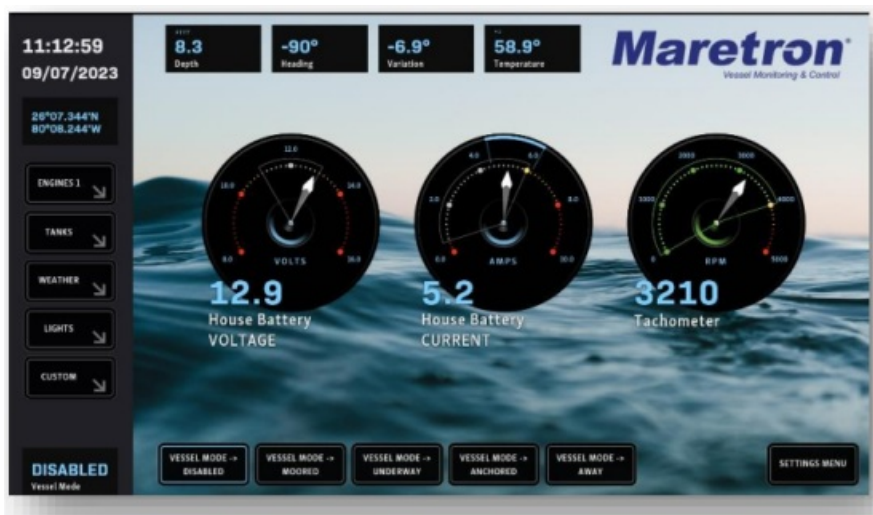 11:12:59
09/07/2023
26°07.344'N
80°08.244'W
ENGINES 1
TANKS
WEATHER
LIGHTS
CUSTOM
DISABLED
Vessel Mode
8.3
Depth
-90°
Heading
-6.9°
Variation
58.9°
Temperature
Maretron
Vessel Monitoring & Control
8.0
10.0
12.0
14.0
16.0
VOLTS
12.9
House Battery
VOLTAGE
0.0
2.0
4.0
6.0
8.0
10.0
AMPS
5.2
House Battery
CURRENT
0
1000
2000
3000
4000
5000
RPM
3210
Tachometer
VESSEL MODE ->
DISABLED
VESSEL MODE ->
MOORED
VESSEL MODE ->
UNDERWAY
VESSEL MODE ->
ANCHORED
VESSEL MODE ->
AWAY
SETTINGS MENU